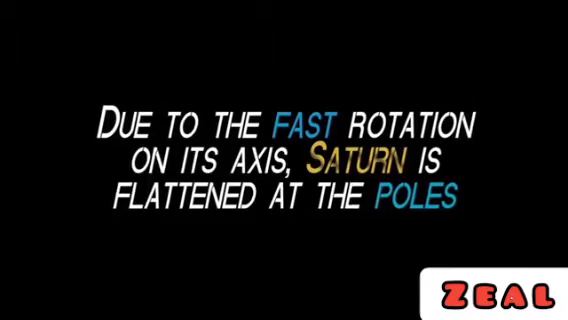 DUE TO THE FAST ROTATION
ON ITS AXIS, SATURN IS
FLATTENED AT THE POLES
ZEAL